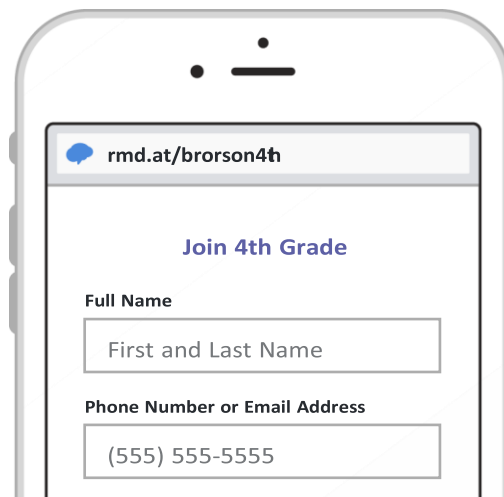 rmd.at/brorson4th
Join 4th Grade
Full Name
First and Last Name
Phone Number or Email Address
(555) 555-5555